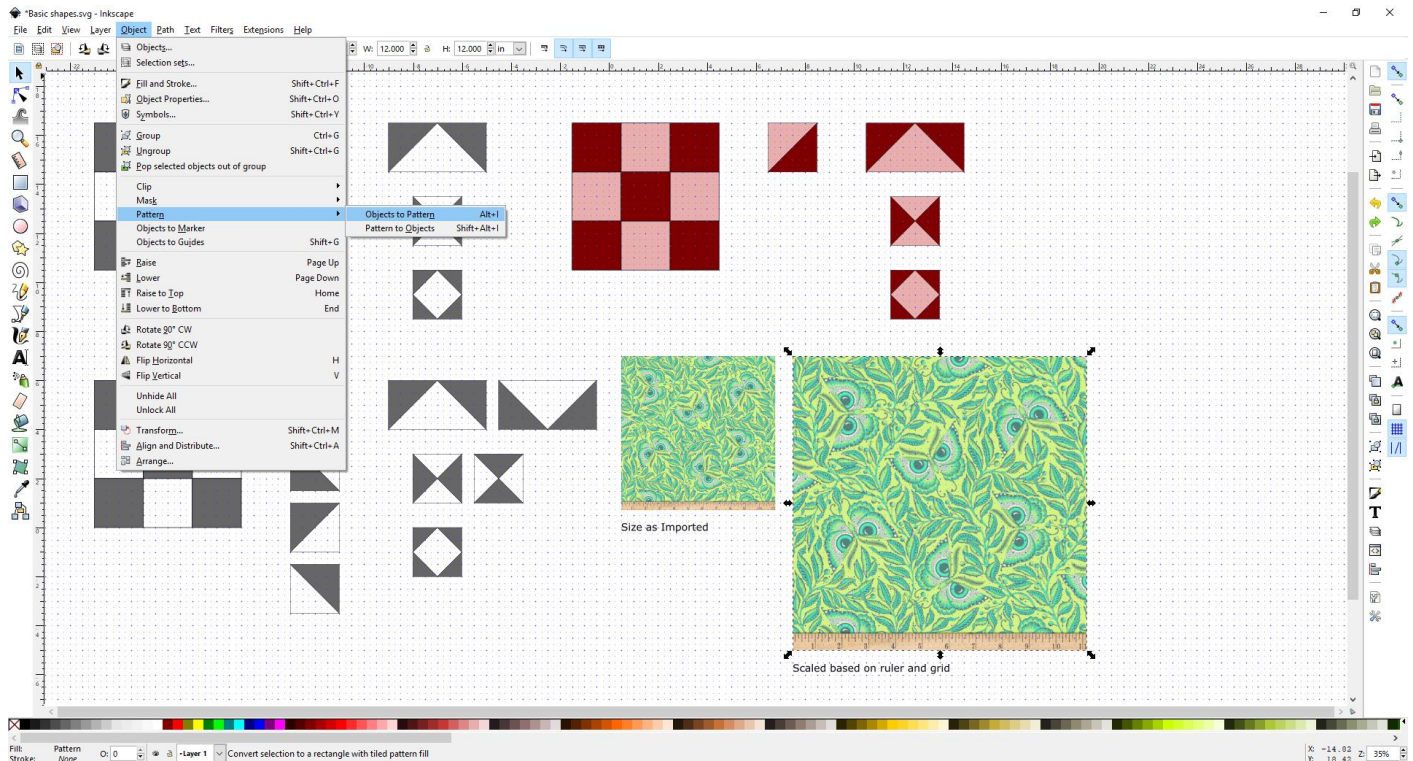 *Basic shapes.svg - Inkscape
File Edit View Layer Object Path Text Filters Extensions Help
W: 12.000 H: 12.000 in
Objects...
Selection sets...
Fill and Stroke... Shift+Ctrl+F
Object Properties... Shift+Ctrl+O
Symbols... Shift+Ctrl+Y
Group Ctrl+G
Ungroup Shift+Ctrl+G
Pop selected objects out of group
Clip
Mask
Pattern
Objects to Pattern Alt+I
Pattern to Objects Shift+Alt+I
Objects to Marker
Objects to Guides Shift+G
Raise Page Up
Lower Page Down
Raise to Top Home
Lower to Bottom End
Rotate 90° CW
Rotate 90° CCW
Flip Horizontal H
Flip Vertical V
Unhide All
Unlock All
Transform... Shift+Ctrl+M
Align and Distribute... Shift+Ctrl+A
Arrange...
Size as Imported
Scaled based on ruler and grid
Fill: Pattern O: 0 -Layer 1 Convert selection to a rectangle with tiled pattern fill X: -14.82 Z: 35%
Stroke: None Y: 18.42